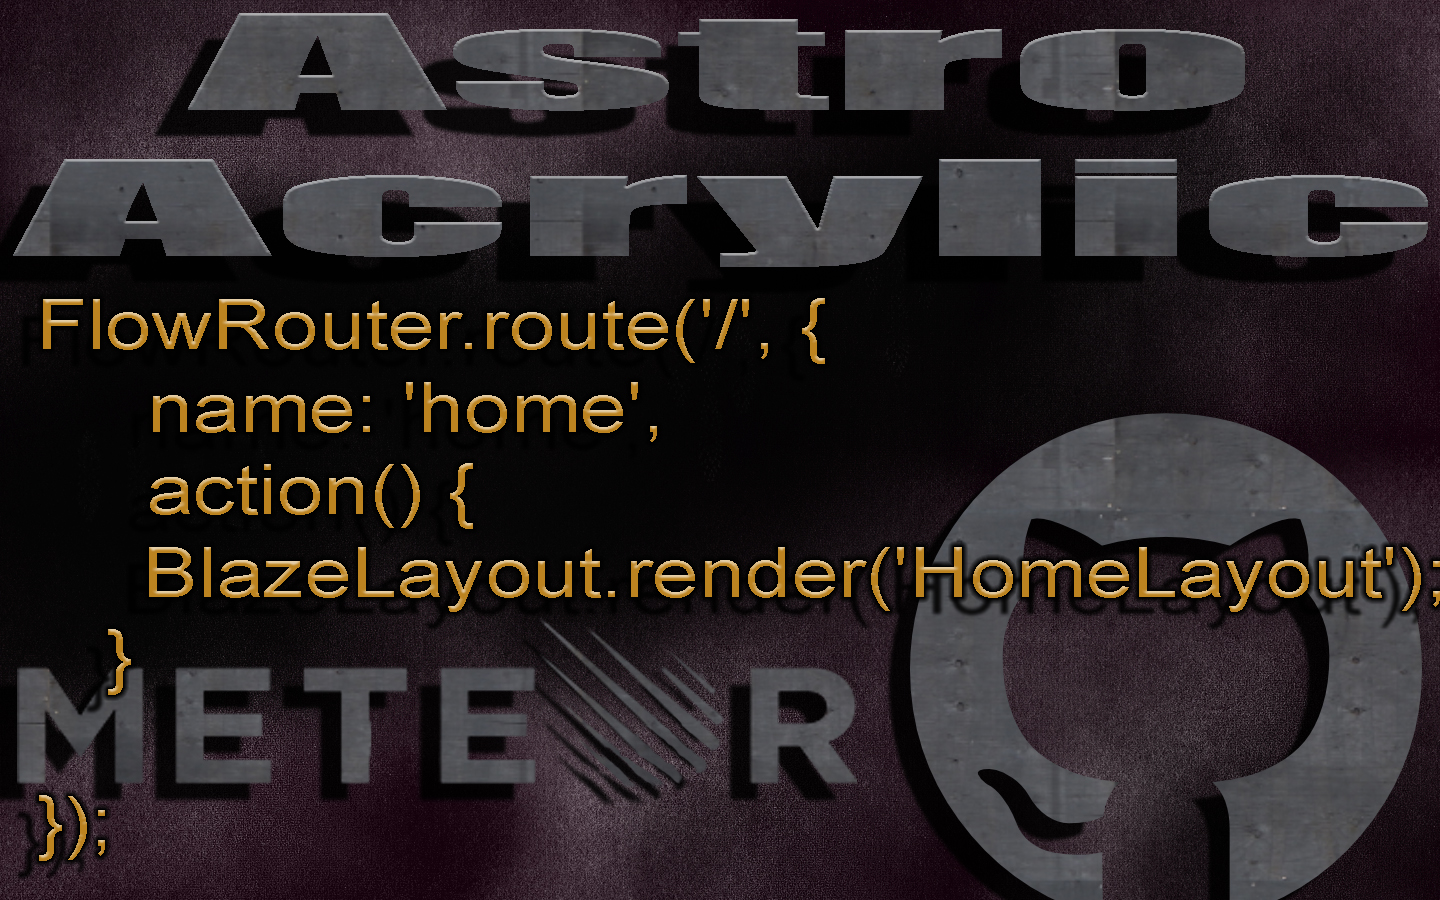 Astro
Acrylic
FlowRouter.route('/', {
name: 'home',
action() {
BlazeLayout.render('HomeLayout');
}
METEOR
});